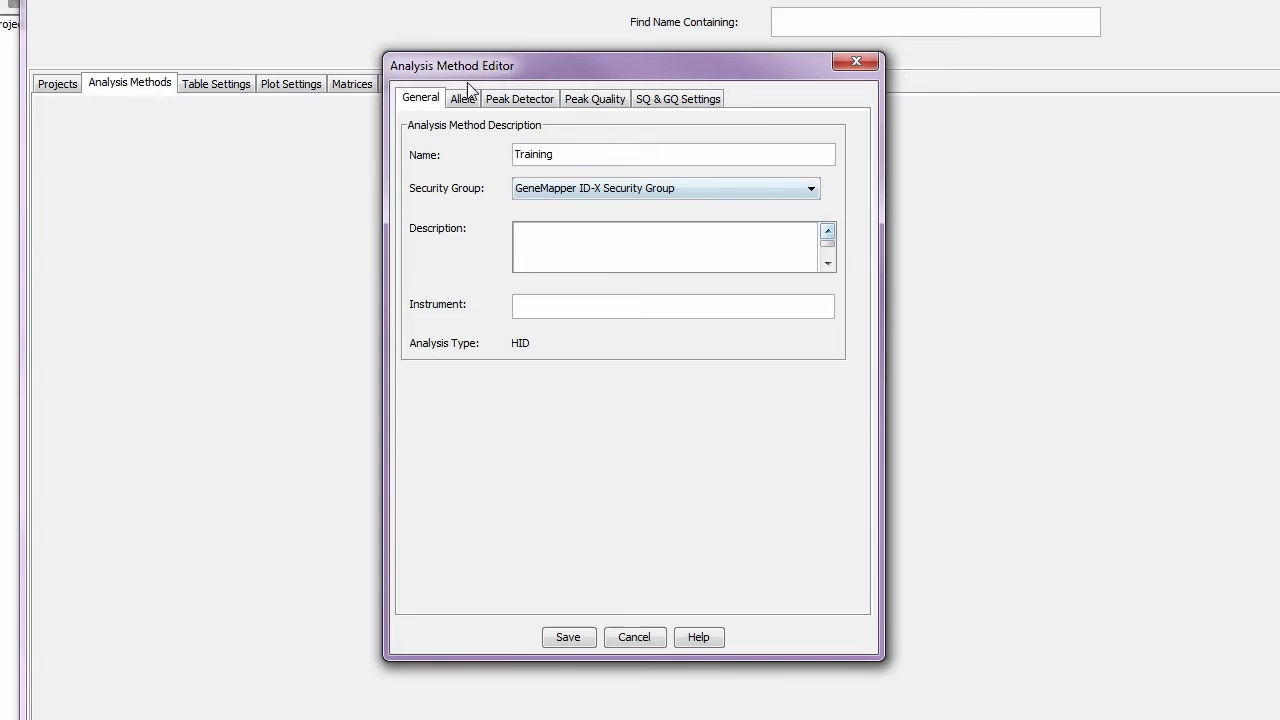 Find Name Containing:
Projects Analysis Methods Table Settings Plot Settings Matrices
Analysis Method Editor
General Allele Peak Detector Peak Quality SQ & GQ Settings
Analysis Method Description
Name: Training
Security Group: GeneMapper ID-X Security Group
Description:
Instrument:
Analysis Type: HID
Save Cancel Help